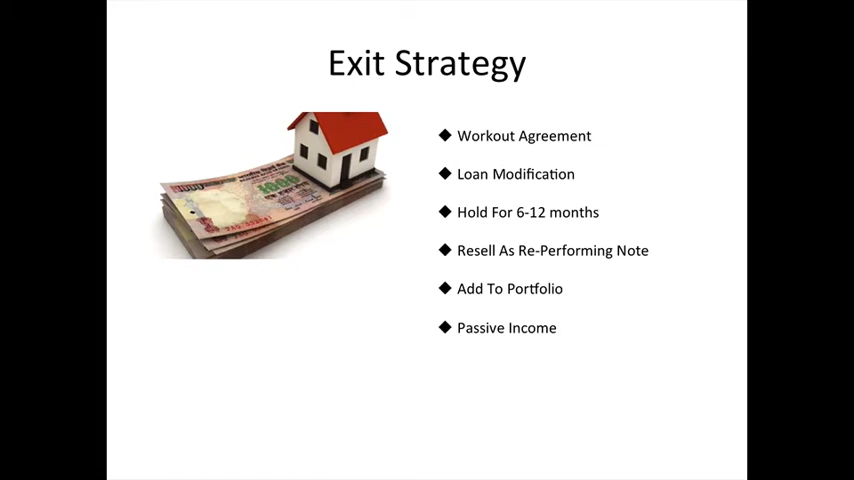 Exit Strategy
◆ Workout Agreement
◆ Loan Modification
◆ Hold For 6-12 months
◆ Resell As Re-Performing Note
◆ Add To Portfolio
◆ Passive Income
1000